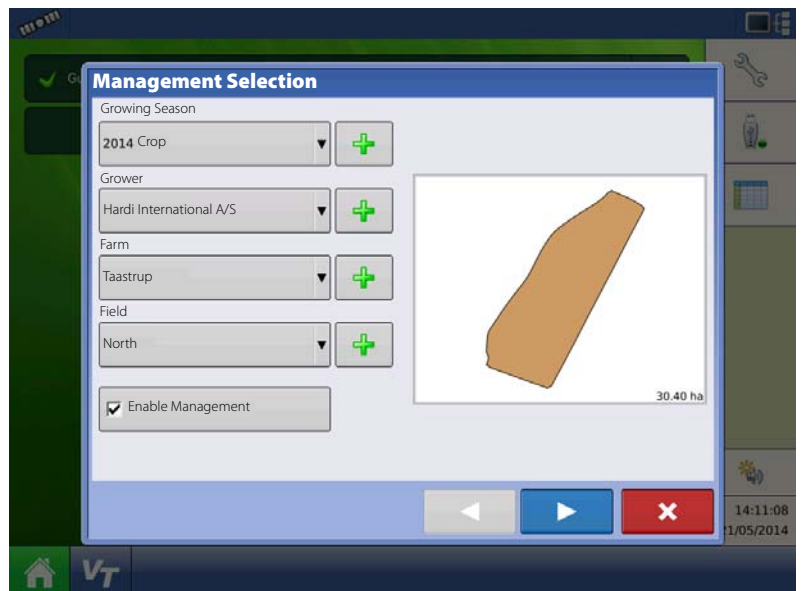 Management Selection
Growing Season
2014 Crop
Grower
Hardi International A/S
Farm
Taastrup
Field
North
Enable Management
30.40 ha
14:11:08
1/05/2014
VT